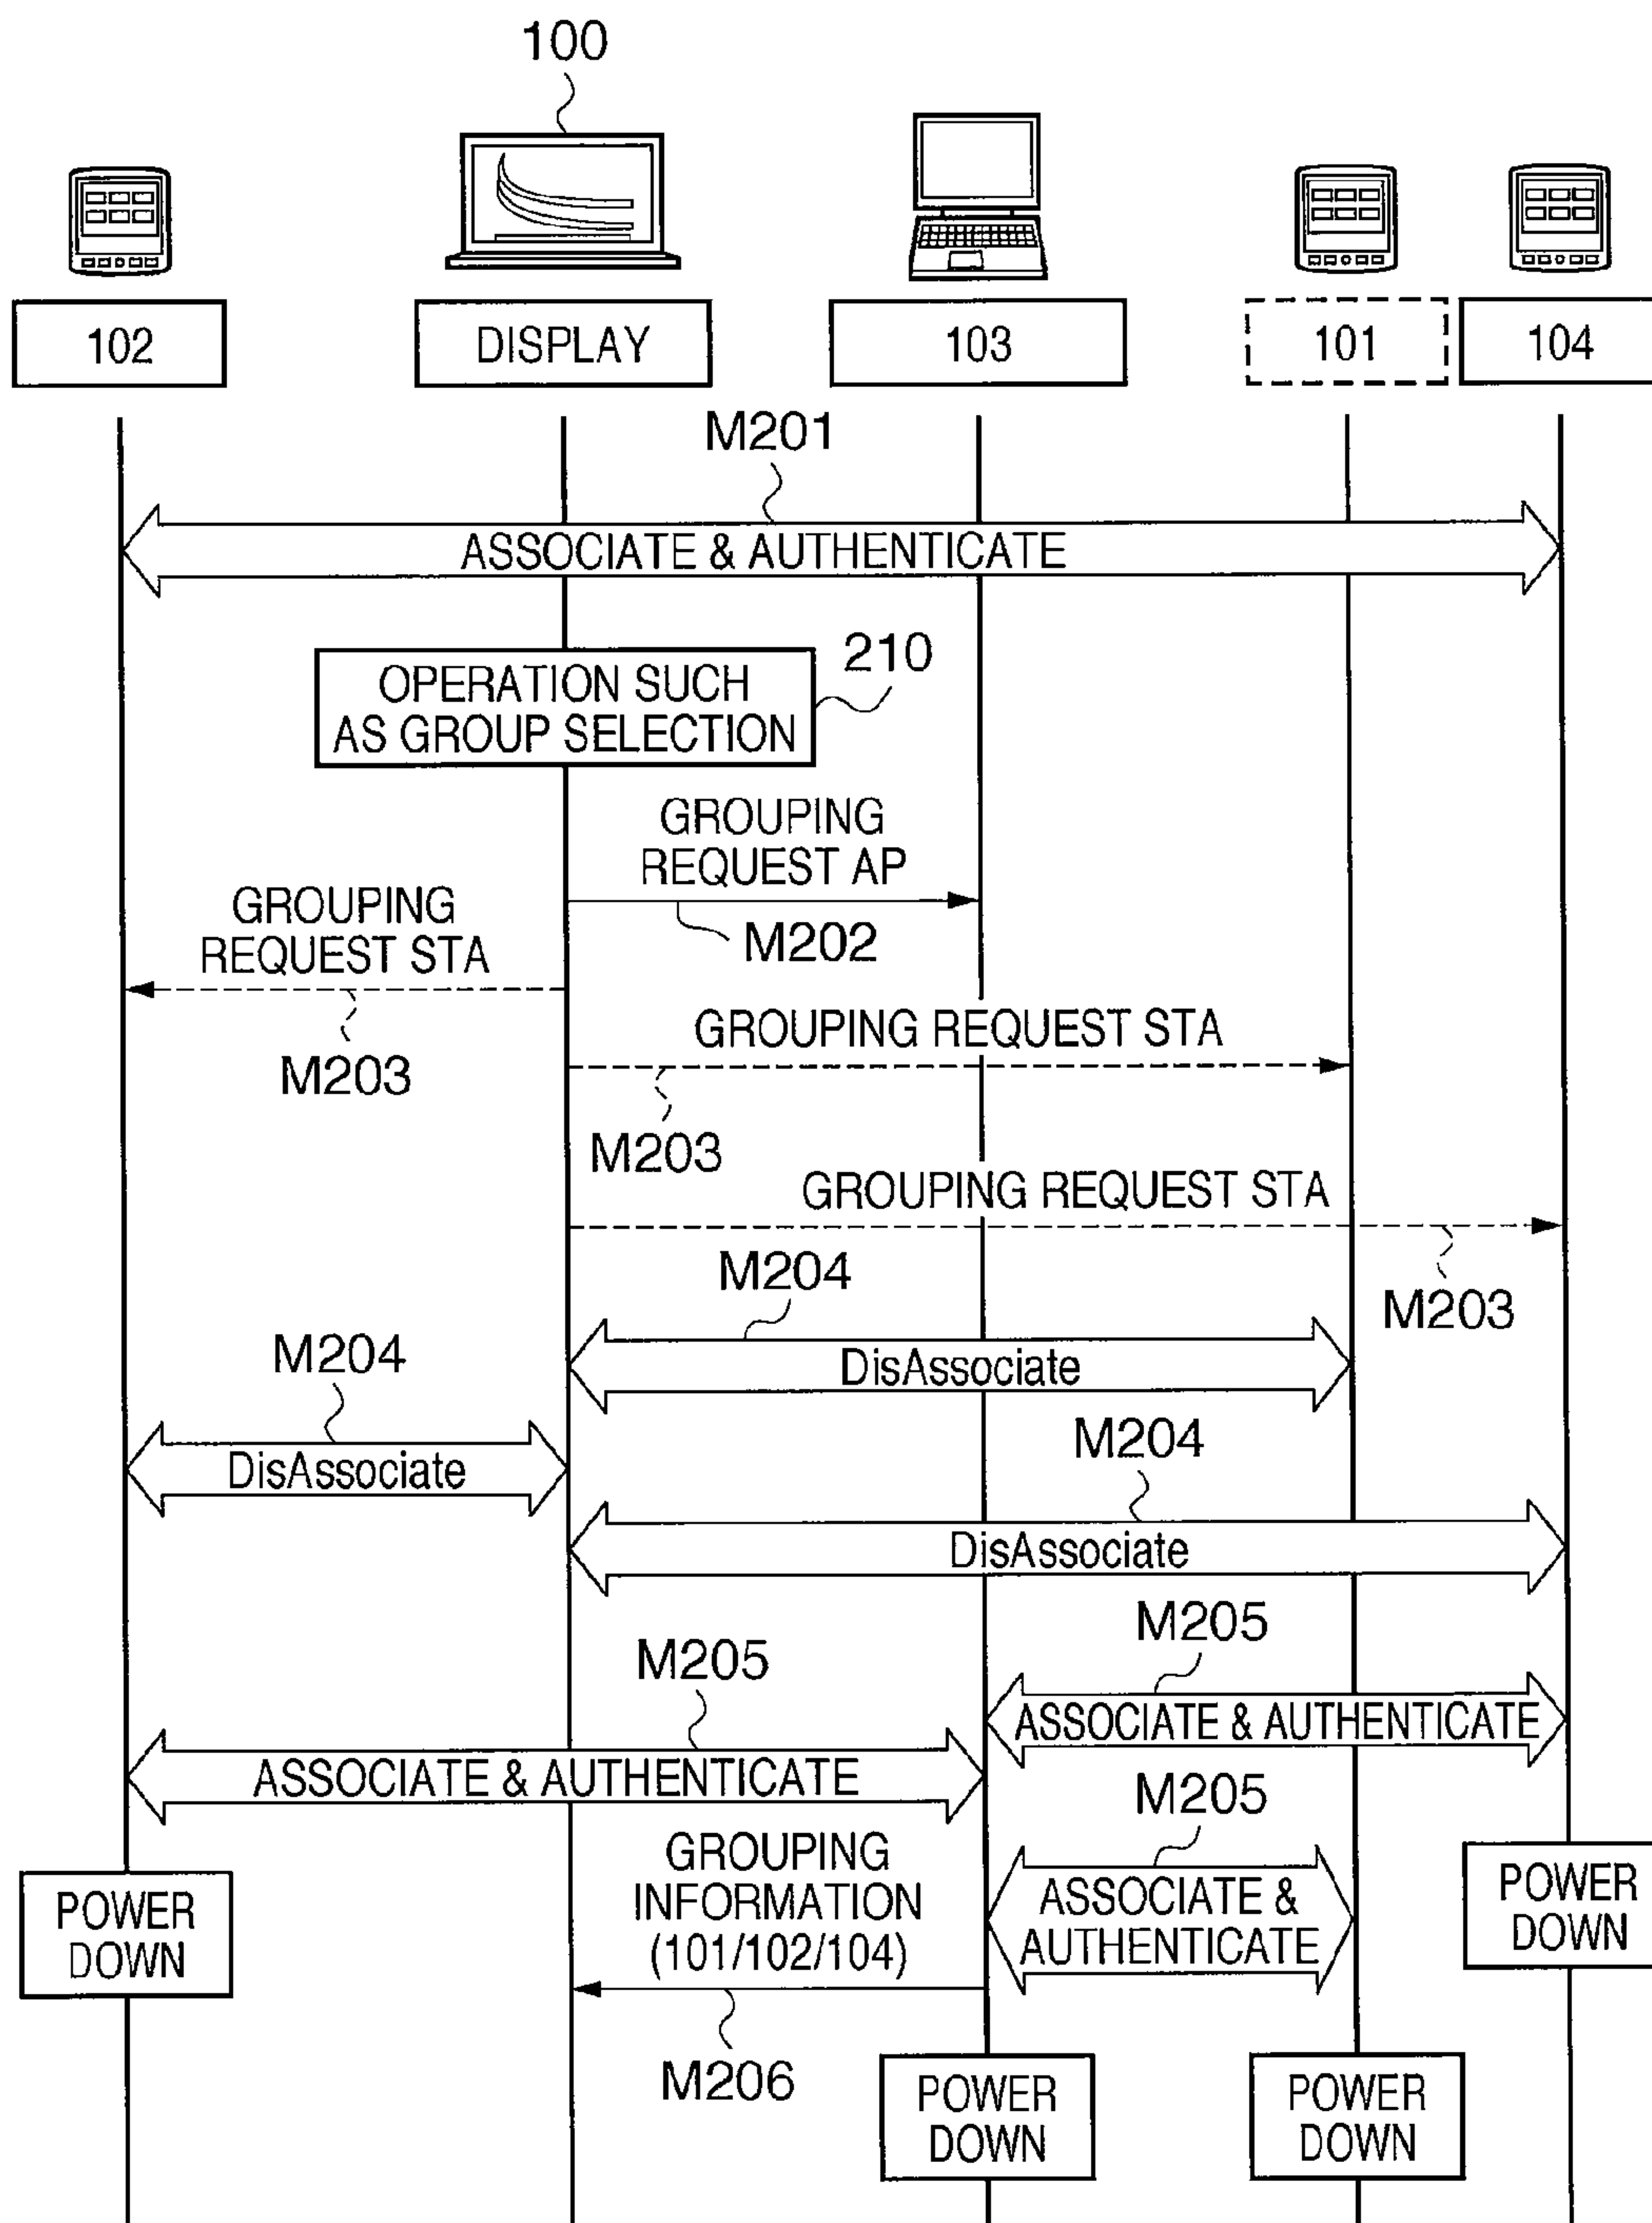 100
102
DISPLAY
103
101
104
M201
ASSOCIATE & AUTHENTICATE
210
OPERATION SUCH
AS GROUP SELECTION
GROUPING
REQUEST AP
M202
GROUPING
REQUEST STA
M203
GROUPING REQUEST STA
M203
GROUPING REQUEST STA
M203
M204
DisAssociate
M204
DisAssociate
M204
DisAssociate
M205
ASSOCIATE & AUTHENTICATE
M205
ASSOCIATE & AUTHENTICATE
M205
ASSOCIATE &
AUTHENTICATE
GROUPING
INFORMATION
(101/102/104)
M206
POWER
DOWN
POWER
DOWN
POWER
DOWN
POWER
DOWN